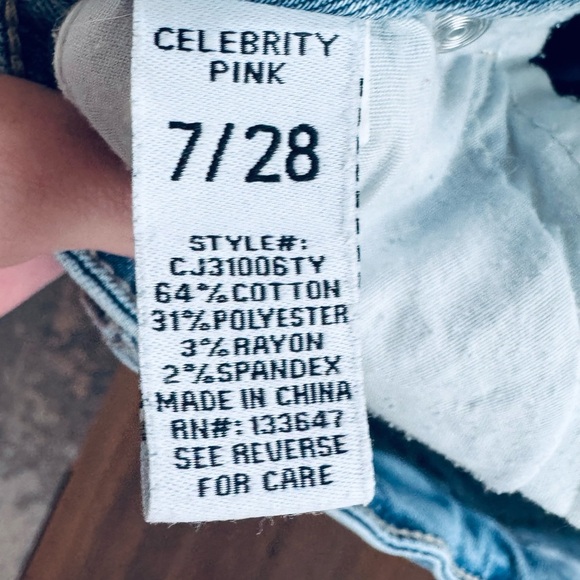 CELEBRITY
PINK
7/28
STYLE#:
CJ31006TY
64%COTTON
31%POLYESTER
3%RAYON
2%SPANDEX
MADE IN CHINA
RN#:133647
SEE REVERSE
FOR CARE